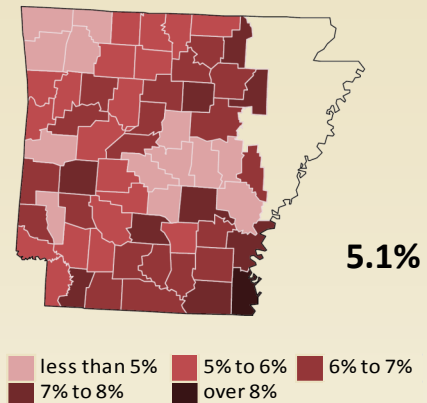 5.1%
less than 5% 5% to 6% 6% to 7%
7% to 8% over 8%